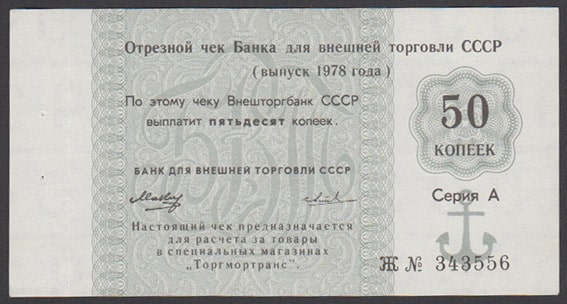 Отрезной чек Банка для внешней торговли СССР
(выпуск 1978 года)
По этому чеку Внешторгбанк СССР
выплатит пятьдесят копеек.
50
КОПЕЕК
БАНК ДЛЯ ВНЕШНЕЙ ТОРГОВЛИ СССР
Серия А
Настоящий чек предназначается
для расчета за товары
в специальных магазинах
„Торгмортранс".
Ж № 343556